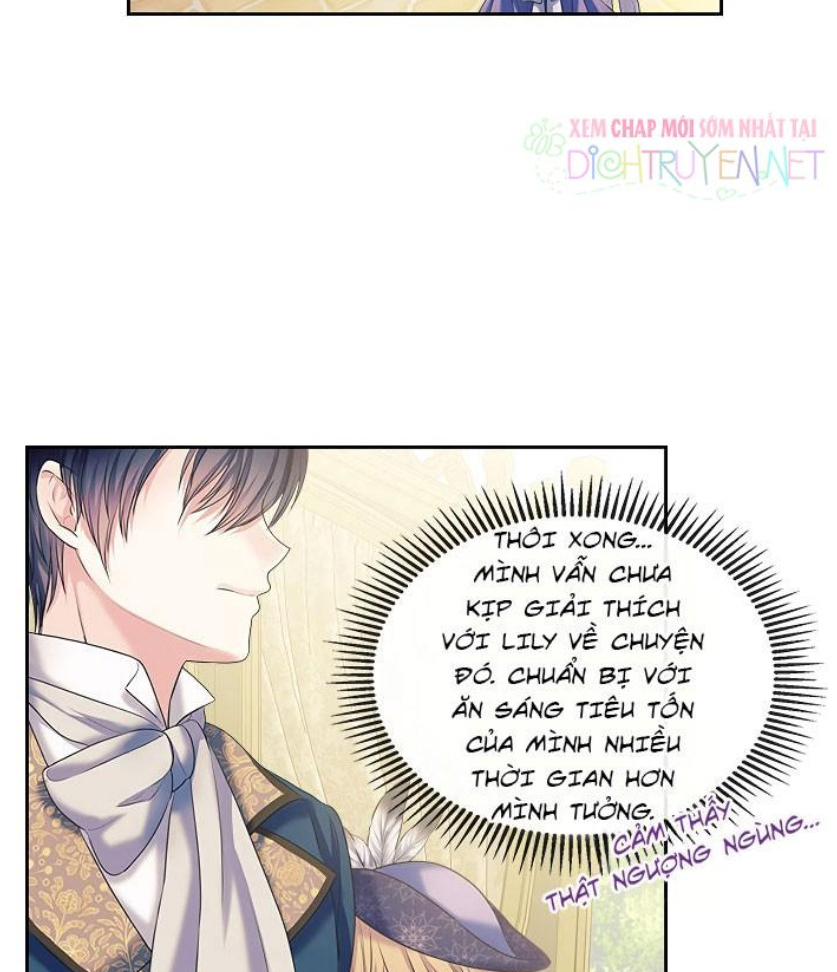 XEM CHAP MỚI SỚM NHẤT TẠI
DICHTRUYEN.NET
THÔI XONG...
MÌNH VẪN CHƯA
KỊP GIẢI THÍCH
VỚI LILY VỀ CHUYỆN
ĐÓ. CHUẨN BỊ VỚI
ĂN SÁNG TIÊU TỐN
CỦA MÌNH NHIỀU
THỜI GIAN HƠN
MÌNH TƯỞNG.
CẢM THẤY
THẬT NGƯỢNG NGÙNG...